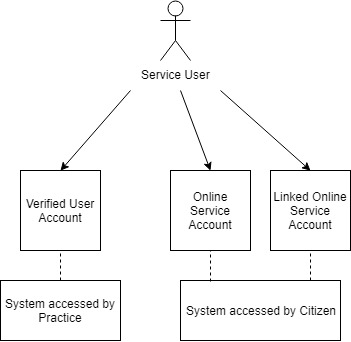 Service User
Verified User
Account
Online
Service
Account
Linked Online
Service
Account
System accessed by
Practice
System accessed by Citizen